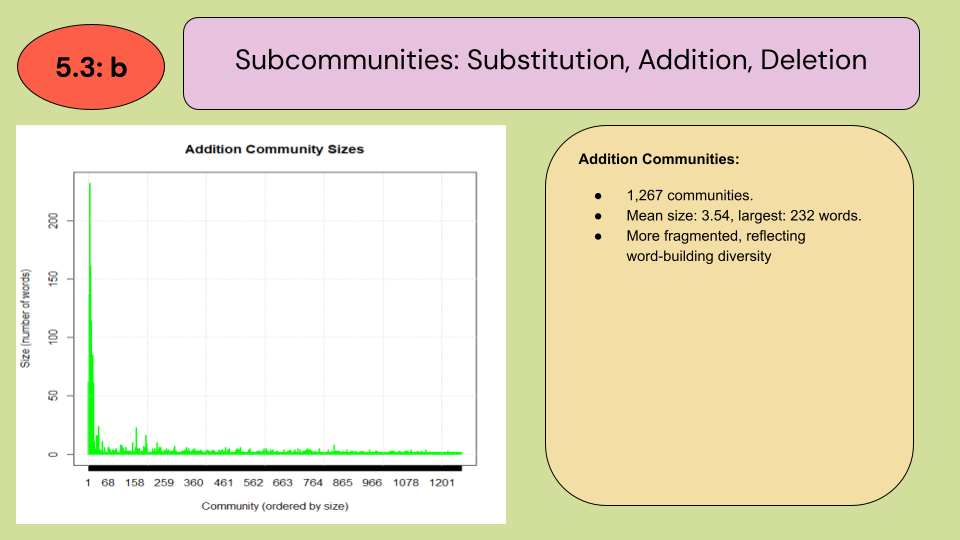 5.3: b
Subcommunities: Substitution, Addition, Deletion
Addition Community Sizes
Size (number of words)
200
150
100
50
0
1 68 158 259 360 461 562 663 764 865 966 1078 1201
Community (ordered by size)
Addition Communities:
● 1,267 communities.
● Mean size: 3.54, largest: 232 words.
● More fragmented, reflecting
word-building diversity